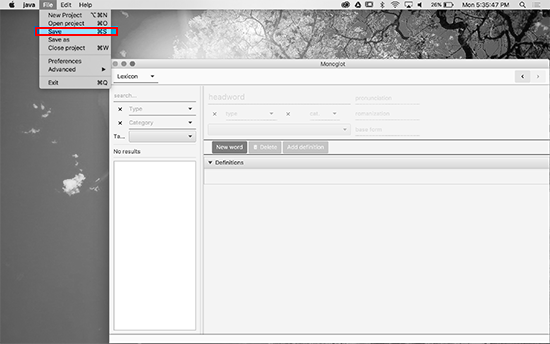 java File Edit Help 26% Mon 5:35:47 PM
New Project ⌥⌘N
Open project ⌘O
Save ⌘S
Save as
Close project ⌘W
Preferences
Advanced
Exit ⌘Q
Monoglot
Lexicon
search...
Type
Category
Ta...
No results
headword
pronunciation
type
cat.
romanization
base form
New word
Delete
Add definition
Definitions